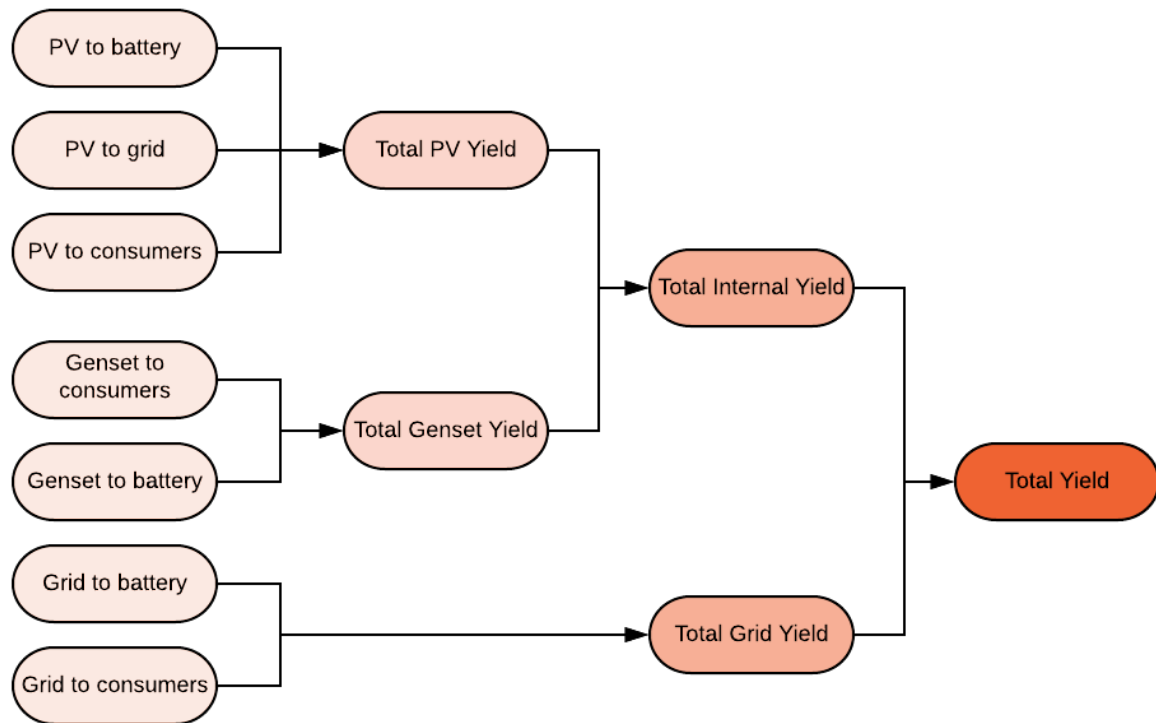 PV to battery
PV to grid
PV to consumers
Genset to
consumers
Genset to battery
Grid to battery
Grid to consumers
Total PV Yield
Total Genset Yield
Total Internal Yield
Total Grid Yield
Total Yield